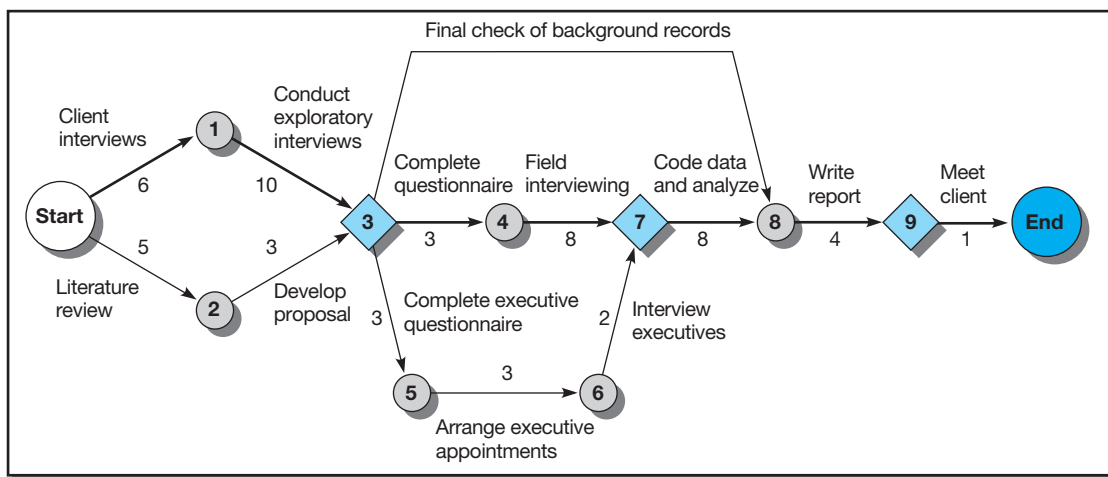 Final check of background records
Client
interviews
1
Conduct
exploratory
interviews
6
10
Complete
questionnaire
Field
interviewing
Code data
and analyze
Write
report
Meet
client
Start
3
4
7
8
9
End
3
8
8
4
1
5
3
Literature
review
2
Develop
proposal
3
Complete executive
questionnaire
2
Interview
executives
5
3
6
Arrange executive
appointments